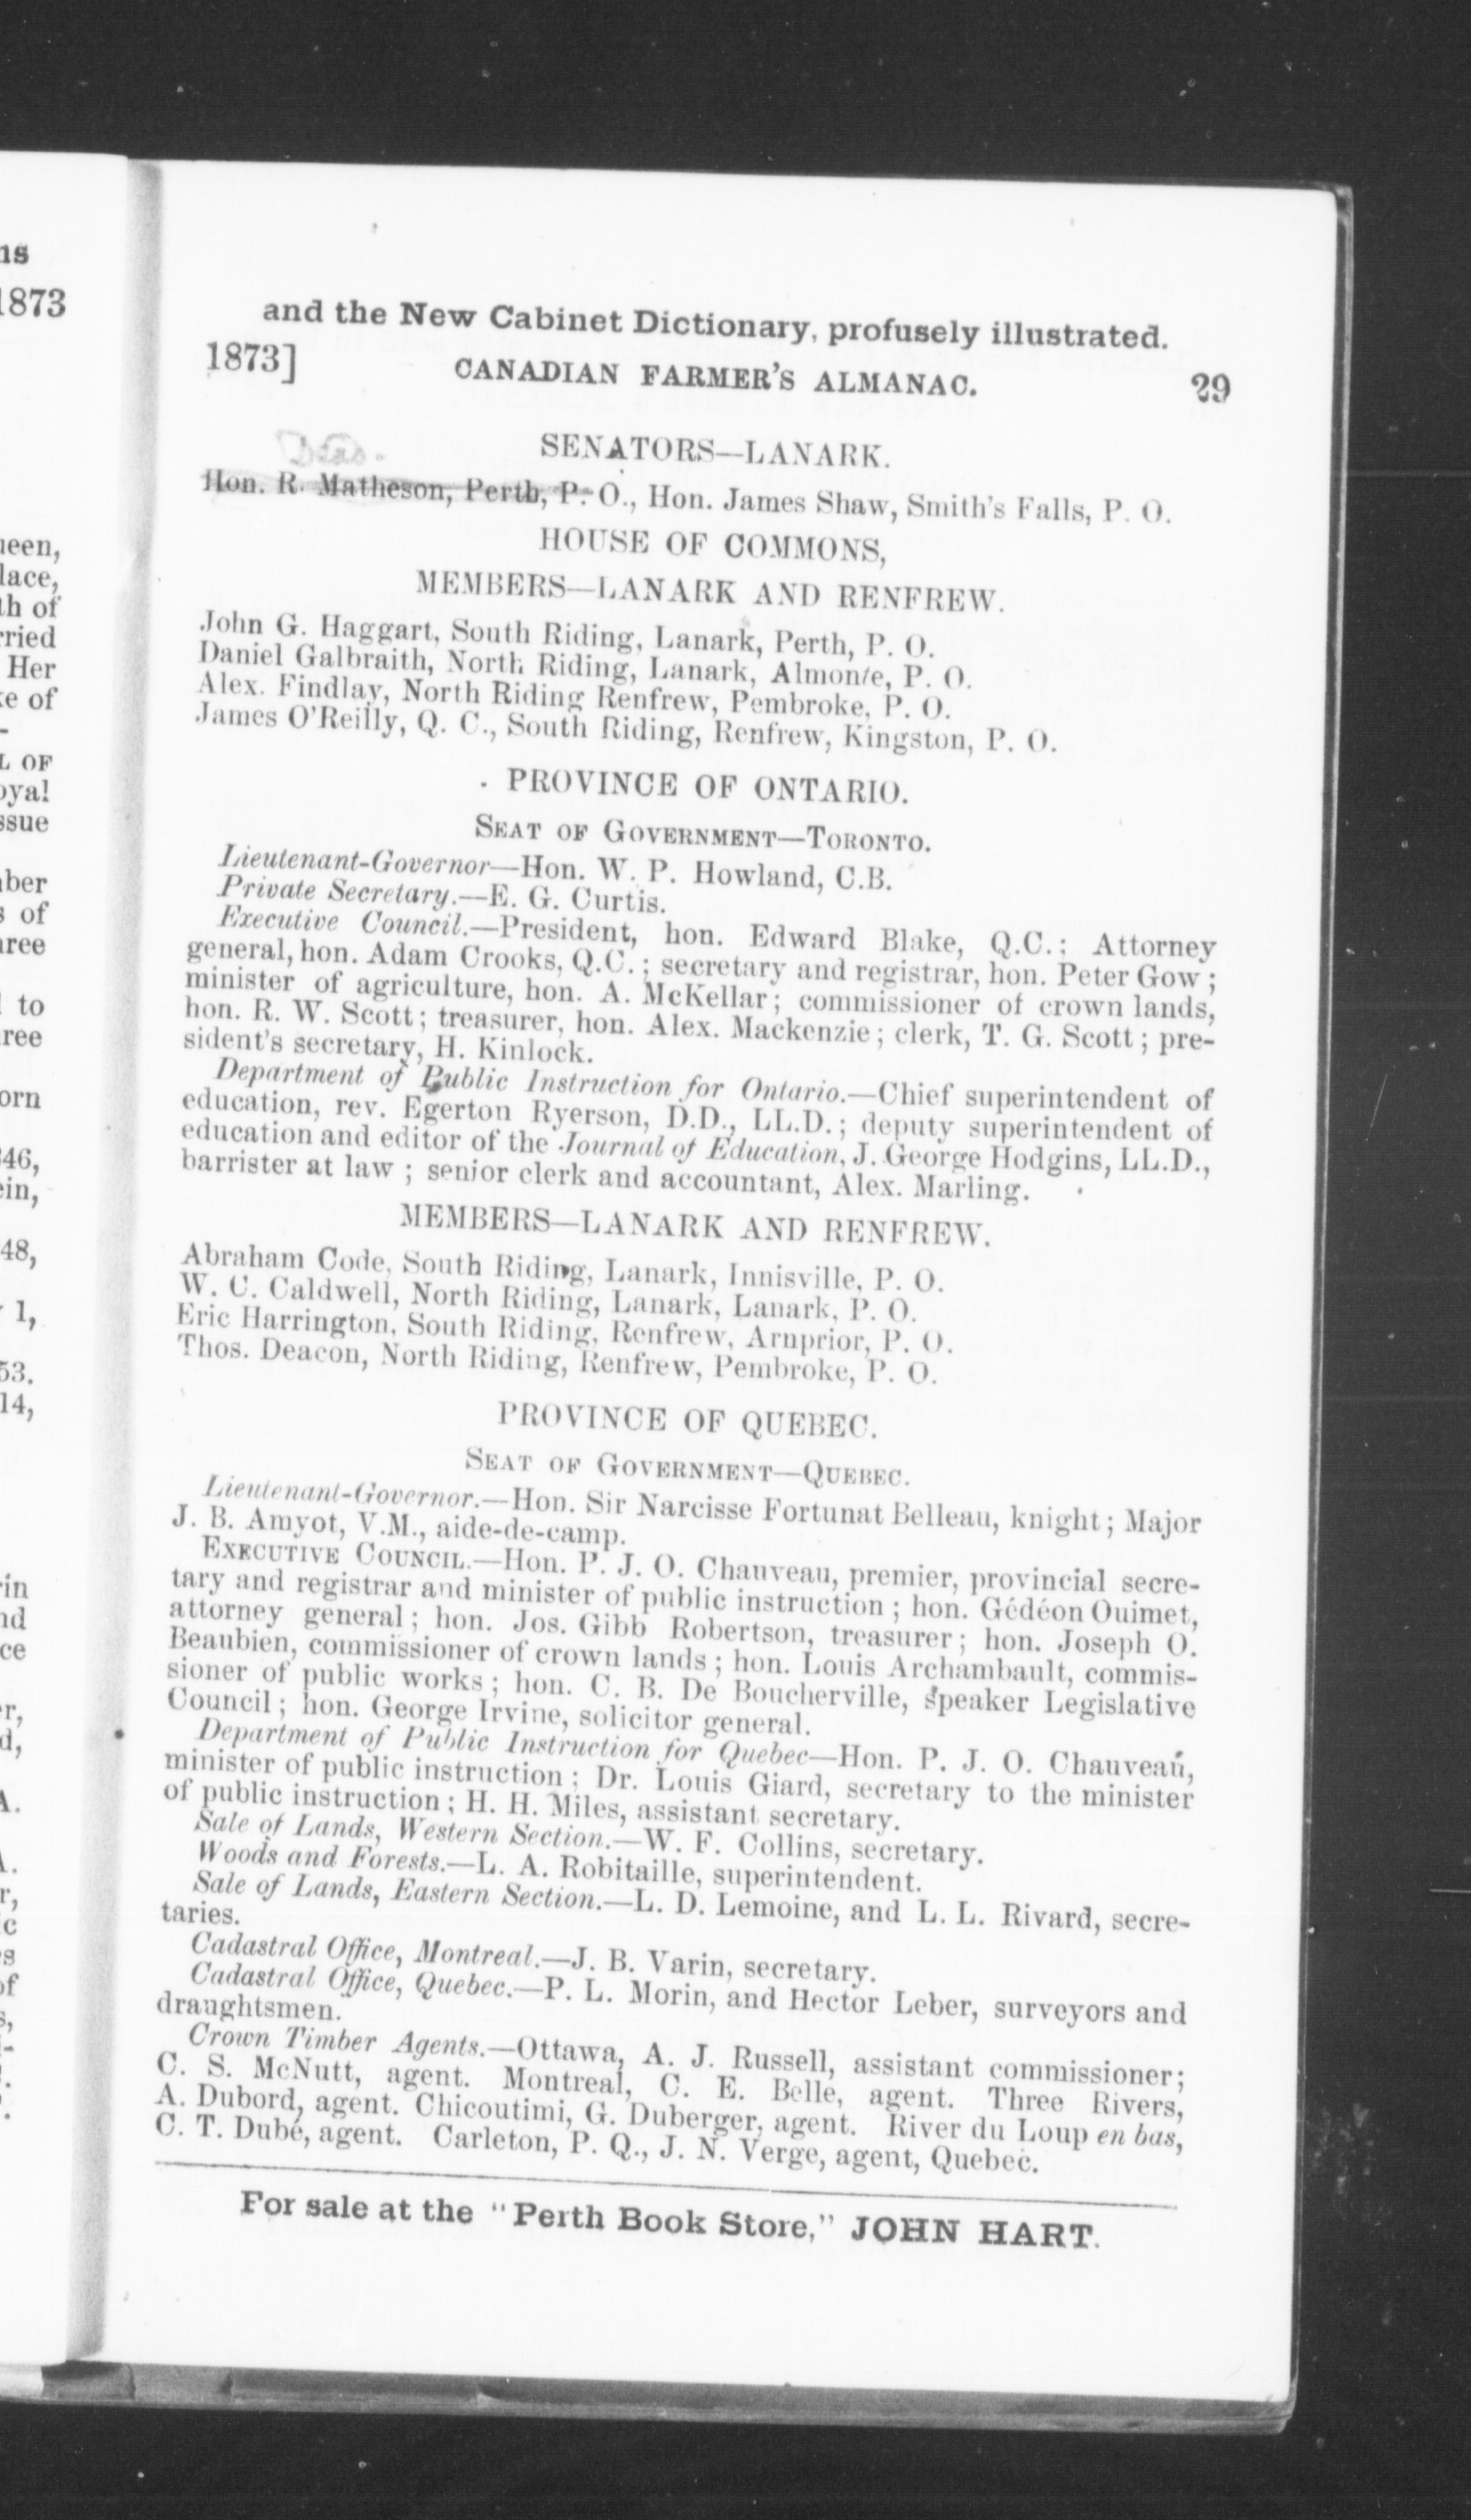 and the New Cabinet Dictionary, profusely illustrated.
1873] CANADIAN FARMER'S ALMANAC. 29
SENATORS—LANARK.
Hon. R. Matheson, Perth, P. O., Hon. James Shaw, Smith's Falls, P. O.
HOUSE OF COMMONS,
MEMBERS—LANARK AND RENFREW.
John G. Haggart, South Riding, Lanark, Perth, P. O.
Daniel Galbraith, North Riding, Lanark, Almonte, P. O.
Alex. Findlay, North Riding Renfrew, Pembroke, P. O.
James O'Reilly, Q. C., South Riding, Renfrew, Kingston, P. O.
PROVINCE OF ONTARIO.
SEAT OF GOVERNMENT—TORONTO.
Lieutenant-Governor—Hon. W. P. Howland, C.B.
Private Secretary.—E. G. Curtis.
Executive Council.—President, hon. Edward Blake, Q.C.; Attorney
general, hon. Adam Crooks, Q.C.; secretary and registrar, hon. Peter Gow;
minister of agriculture, hon. A. McKellar; commissioner of crown lands,
hon. R. W. Scott; treasurer, hon. Alex. Mackenzie; clerk, T. G. Scott; pre-
sident's secretary, H. Kinlock.
Department of Public Instruction for Ontario.—Chief superintendent of
education, rev. Egerton Ryerson, D.D., LL.D.; deputy superintendent of
education and editor of the Journal of Education, J. George Hodgins, LL.D.,
barrister at law; senior clerk and accountant, Alex. Marling.
MEMBERS—LANARK AND RENFREW.
Abraham Code, South Riding, Lanark, Innisville, P. O.
W. C. Caldwell, North Riding, Lanark, Lanark, P. O.
Eric Harrington, South Riding, Renfrew, Arnprior, P. O.
Thos. Deacon, North Riding, Renfrew, Pembroke, P. O.
PROVINCE OF QUEBEC.
SEAT OF GOVERNMENT—QUEBEC.
Lieutenant-Governor.—Hon. Sir Narcisse Fortunat Belleau, knight; Major
J. B. Amyot, V.M., aide-de-camp.
EXECUTIVE COUNCIL.—Hon. P. J. O. Chauveau, premier, provincial secre-
tary and registrar and minister of public instruction; hon. Gédéon Ouimet,
attorney general; hon. Jos. Gibb Robertson, treasurer; hon. Joseph O.
Beaubien, commissioner of crown lands; hon. Louis Archambault, commis-
sioner of public works; hon. C. B. De Boucherville, speaker Legislative
Council; hon. George Irvine, solicitor general.
Department of Public Instruction for Quebec—Hon. P. J. O. Chauveau,
minister of public instruction; Dr. Louis Giard, secretary to the minister
of public instruction; H. H. Miles, assistant secretary.
Sale of Lands, Western Section.—W. F. Collins, secretary.
Woods and Forests.—L. A. Robitaille, superintendent.
Sale of Lands, Eastern Section.—L. D. Lemoine, and L. L. Rivard, secre-
taries.
Cadastral Office, Montreal.—J. B. Varin, secretary.
Cadastral Office, Quebec.—P. L. Morin, and Hector Leber, surveyors and
draughtsmen.
Crown Timber Agents.—Ottawa, A. J. Russell, assistant commissioner;
C. S. McNutt, agent. Montreal, C. E. Belle, agent. Three Rivers,
A. Dubord, agent. Chicoutimi, G. Duberger, agent. River du Loup en bas,
C. T. Dubé, agent. Carleton, P. Q., J. N. Verge, agent, Quebec.
For sale at the "Perth Book Store," JOHN HART.